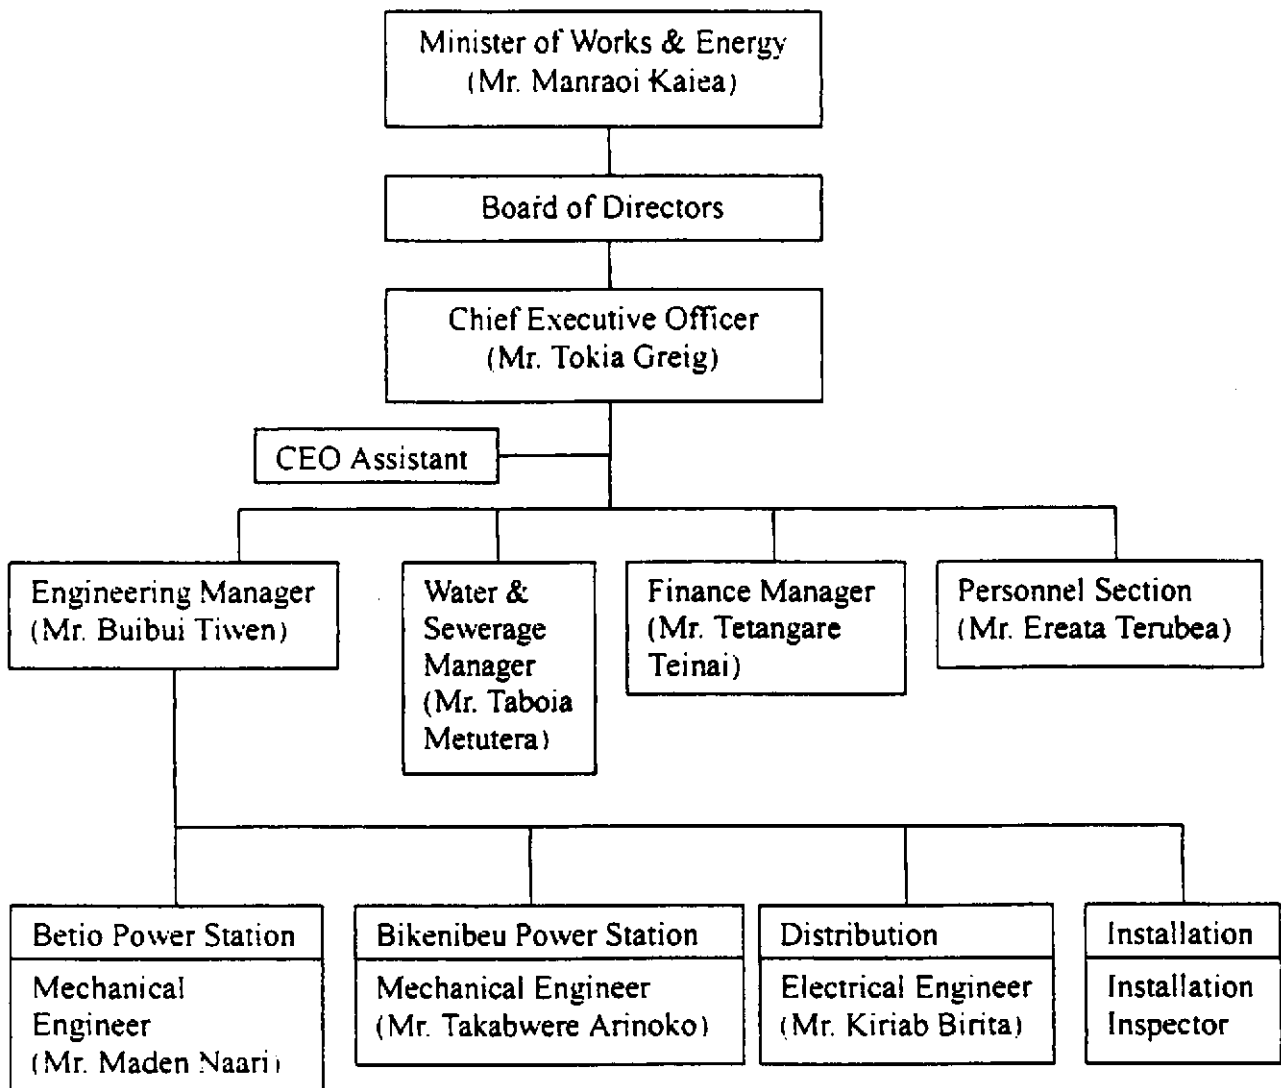 Minister of Works & Energy
(Mr. Manraoi Kaiea)
Board of Directors
Chief Executive Officer
(Mr. Tokia Greig)
CEO Assistant
Engineering Manager
(Mr. Buibui Tiwen)
Water &
Sewerage
Manager
(Mr. Taboia
Metutera)
Finance Manager
(Mr. Tetangare
Teinai)
Personnel Section
(Mr. Ereata Terubea)
Betio Power Station
Mechanical
Engineer
(Mr. Maden Naari)
Bikenibeu Power Station
Mechanical Engineer
(Mr. Takabwere Arinoko)
Distribution
Electrical Engineer
(Mr. Kiriab Birita)
Installation
Installation
Inspector